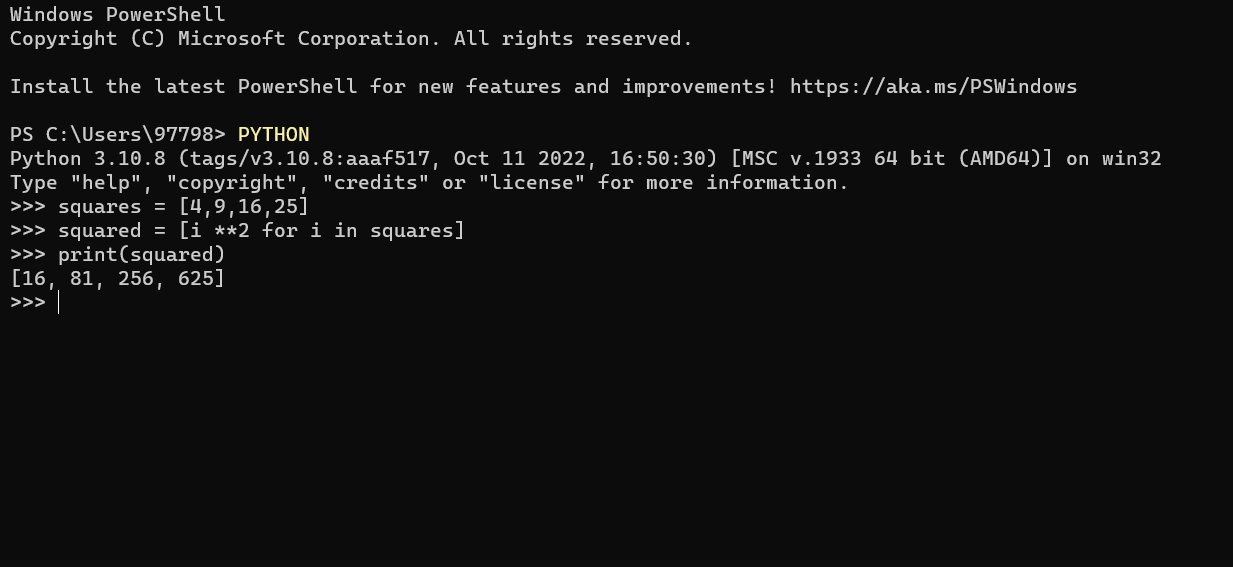 Windows PowerShell
Copyright (C) Microsoft Corporation. All rights reserved.
Install the latest PowerShell for new features and improvements! https://aka.ms/PSWindows
PS C:\Users\97798> PYTHON
Python 3.10.8 (tags/v3.10.8:aaaf517, Oct 11 2022, 16:50:30) [MSC v.1933 64 bit (AMD64)] on win32
Type "help", "copyright", "credits" or "license" for more information.
>>> squares = [4,9,16,25]
>>> squared = [i **2 for i in squares]
>>> print(squared)
[16, 81, 256, 625]
>>>